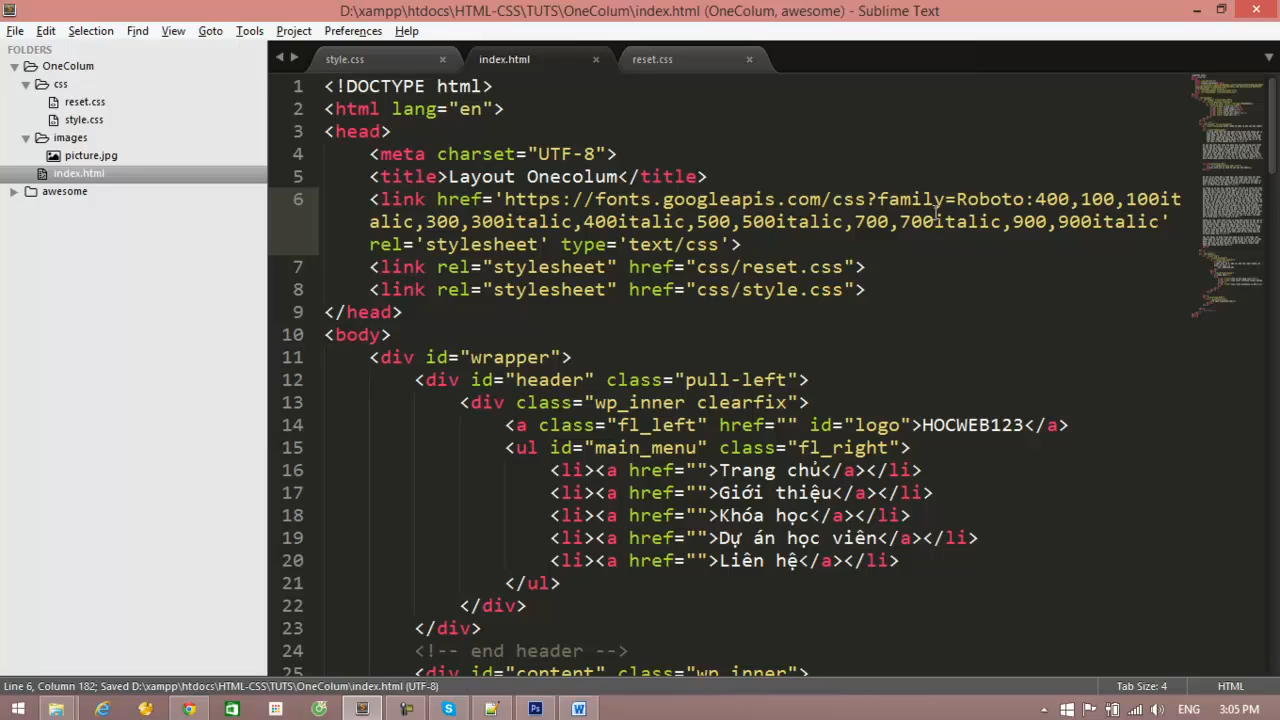 D:\xampp\htdocs\HTML-CSS\TUTS\OneColum\index.html (OneColum, awesome) - Sublime Text
File Edit Selection Find View Goto Tools Project Preferences Help
FOLDERS
OneColum
css
reset.css
style.css
images
picture.jpg
index.html
awesome
style.css index.html reset.css
1 <!DOCTYPE html>
2 <html lang="en">
3 <head>
4 <meta charset="UTF-8">
5 <title>Layout Onecolum</title>
6 <link href='https://fonts.googleapis.com/css?family=Roboto:400,100,100it
alic,300,300italic,400italic,500,500italic,700,700italic,900,900italic'
rel='stylesheet' type='text/css'>
7 <link rel="stylesheet" href="css/reset.css">
8 <link rel="stylesheet" href="css/style.css">
9 </head>
10 <body>
11 <div id="wrapper">
12 <div id="header" class="pull-left">
13 <div class="wp_inner clearfix">
14 <a class="fl_left" href="" id="logo">HOCWEB123</a>
15 <ul id="main_menu" class="fl_right">
16 <li><a href="">Trang chủ</a></li>
17 <li><a href="">Giới thiệu</a></li>
18 <li><a href="">Khóa học</a></li>
19 <li><a href="">Dự án học viên</a></li>
20 <li><a href="">Liên hệ</a></li>
21 </ul>
22 </div>
23 </div>
24 <!-- end header -->
25 <div id="content" class="wp_inner">
Line 6, Column 182; Saved D:\xampp\htdocs\HTML-CSS\TUTS\OneColum\index.html (UTF-8) Tab Size: 4 HTML
ENG 3:05 PM